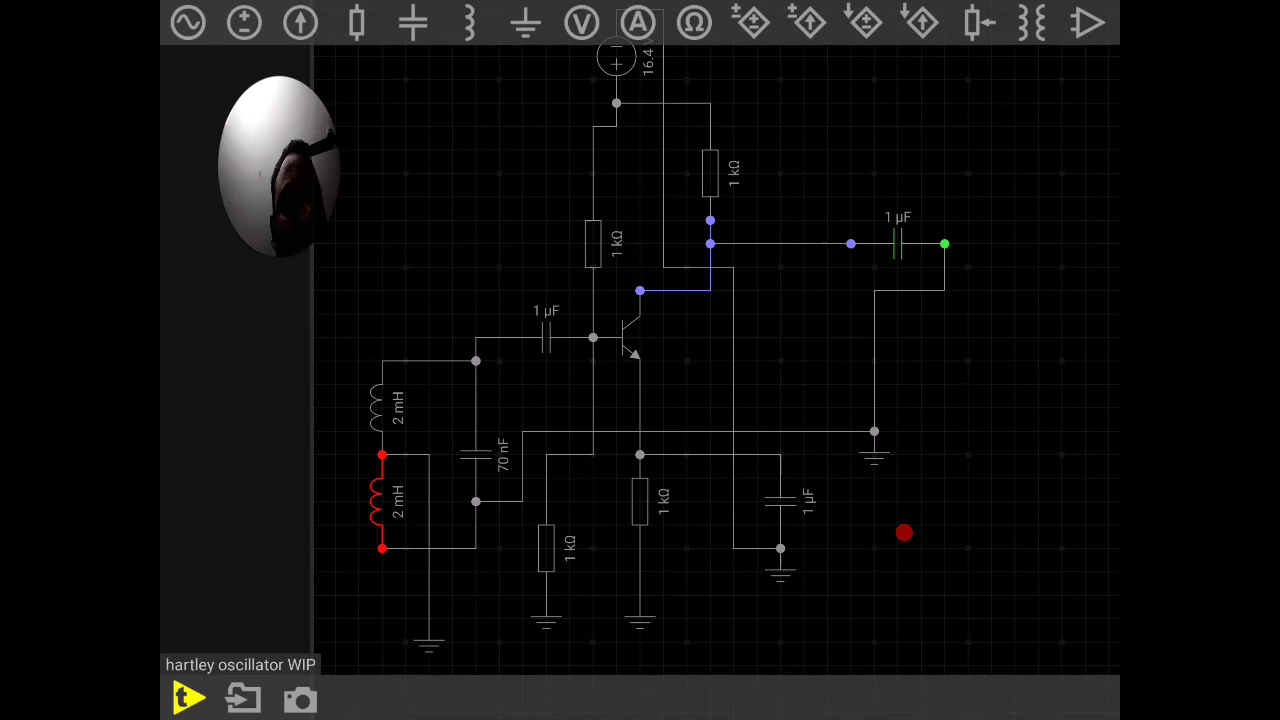 V
A
Ω
16.4 V
1 kΩ
1 µF
1 kΩ
1 µF
2 mH
70 nF
2 mH
1 kΩ
1 µF
1 kΩ
hartley oscillator WIP
t